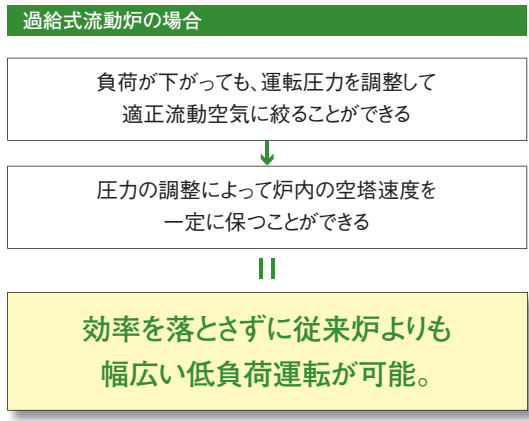 過給式流動炉の場合
負荷が下がっても、運転圧力を調整して
適正流動空気に絞ることができる
↓
圧力の調整によって炉内の空塔速度を
一定に保つことができる
効率を落とさずに従来炉よりも
幅広い低負荷運転が可能。